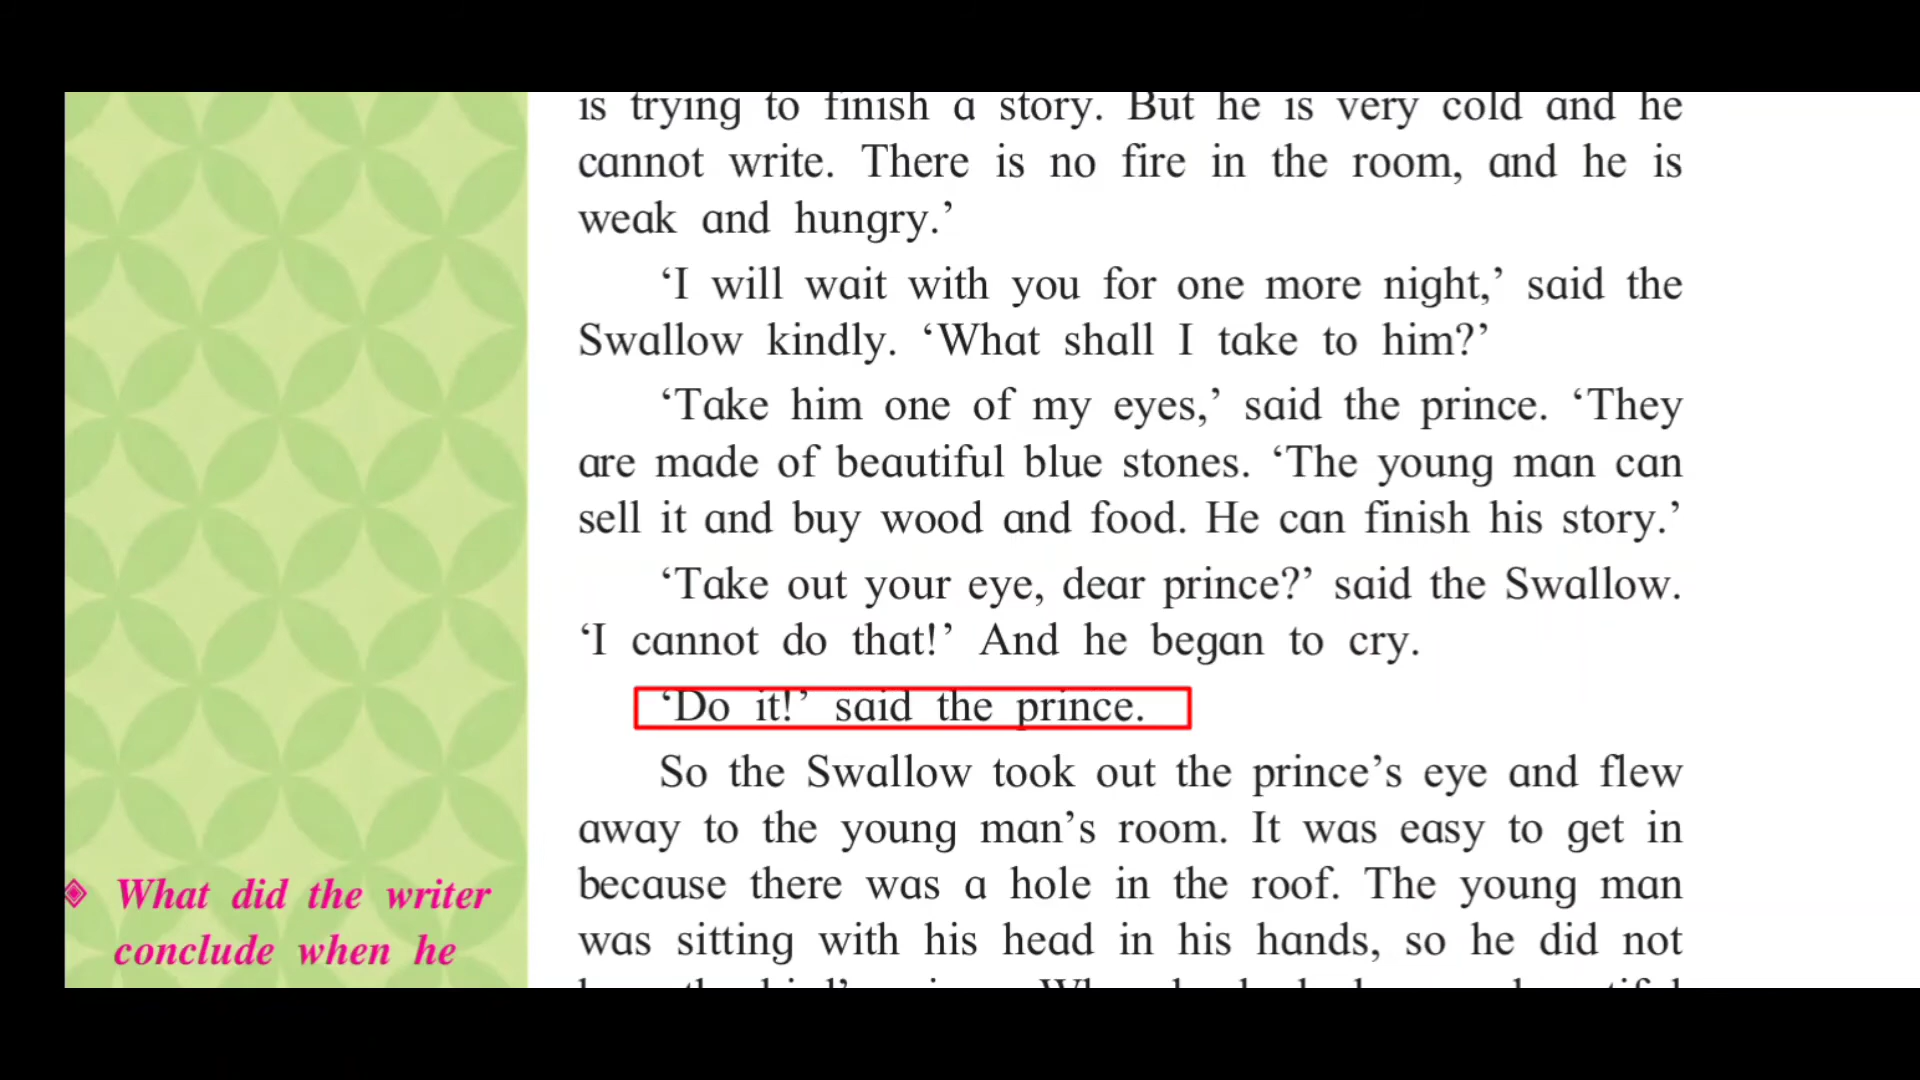 is trying to finish a story. But he is very cold and he
cannot write. There is no fire in the room, and he is
weak and hungry.’
‘I will wait with you for one more night,’ said the
Swallow kindly. ‘What shall I take to him?’
‘Take him one of my eyes,’ said the prince. ‘They
are made of beautiful blue stones. ‘The young man can
sell it and buy wood and food. He can finish his story.’
‘Take out your eye, dear prince?’ said the Swallow.
‘I cannot do that!’ And he began to cry.
‘Do it!’ said the prince.
So the Swallow took out the prince’s eye and flew
away to the young man’s room. It was easy to get in
because there was a hole in the roof. The young man
was sitting with his head in his hands, so he did not
What did the writer
conclude when he